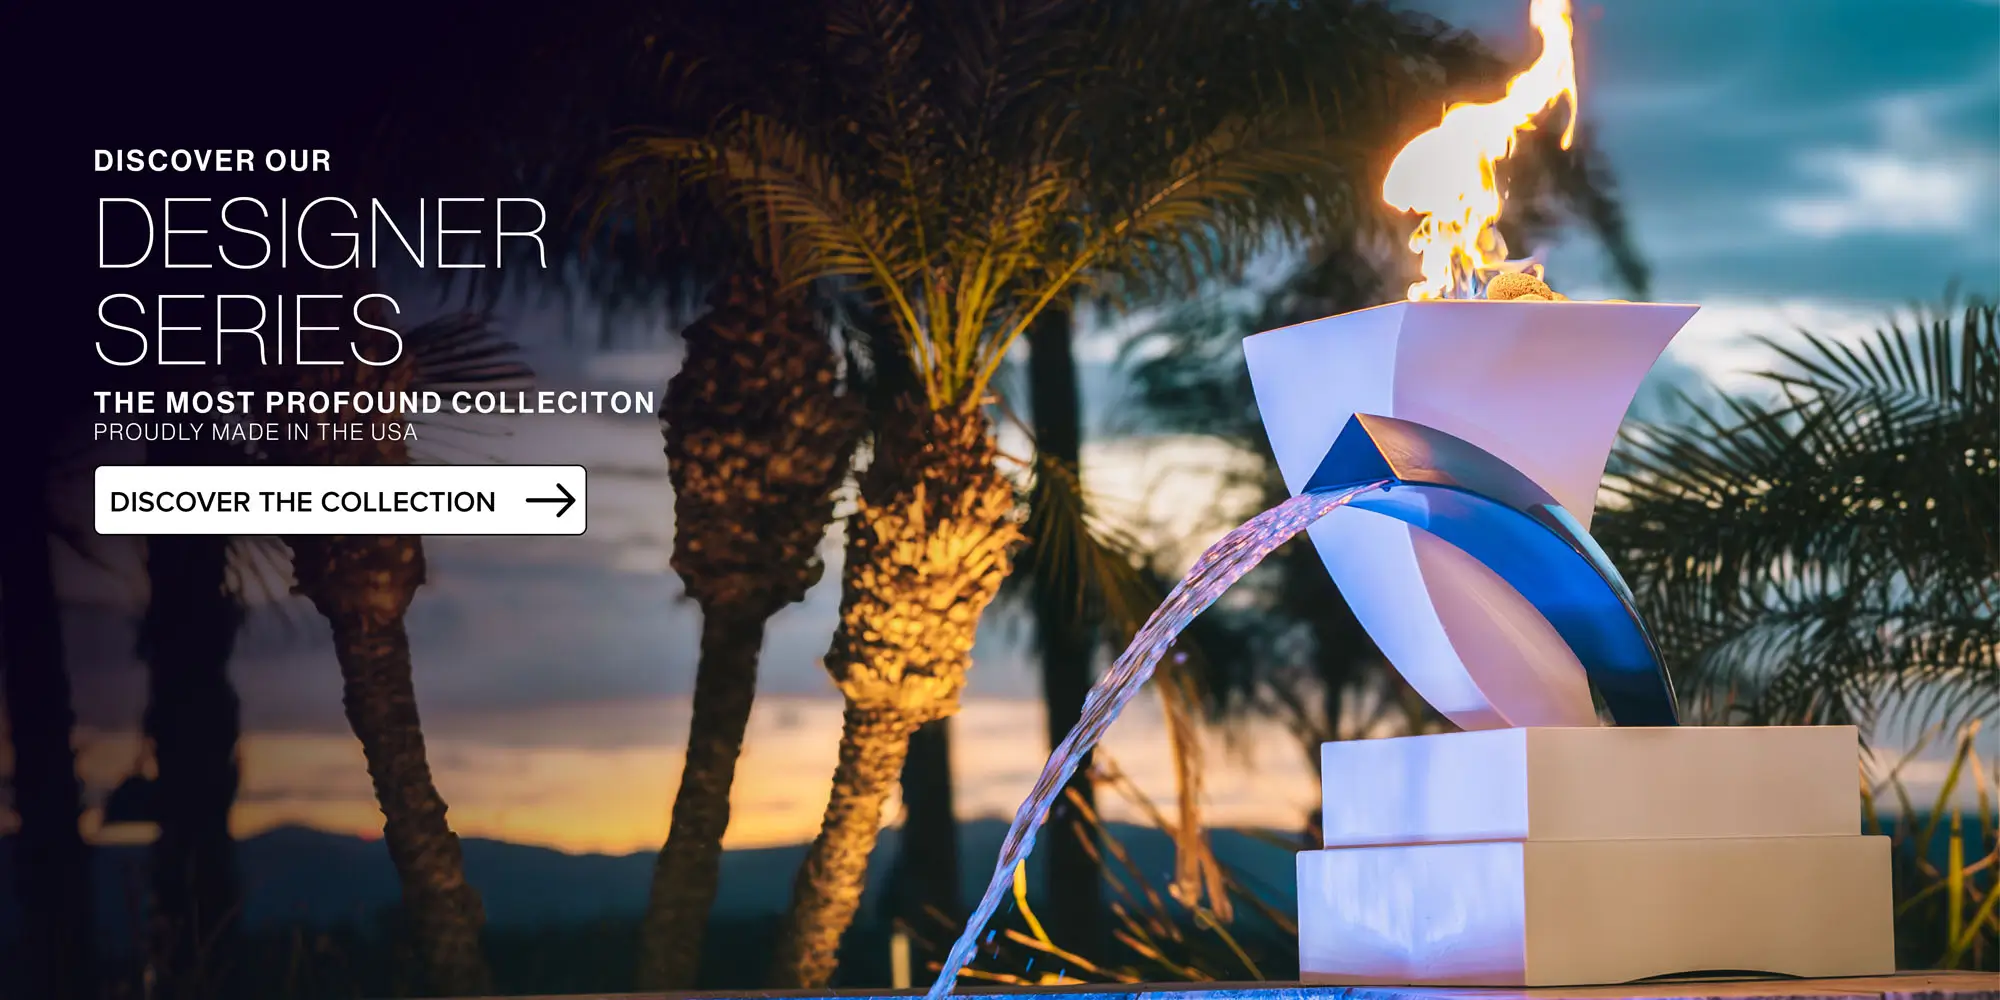 DISCOVER OUR
DESIGNER
SERIES
THE MOST PROFOUND COLLECITON
PROUDLY MADE IN THE USA
DISCOVER THE COLLECTION